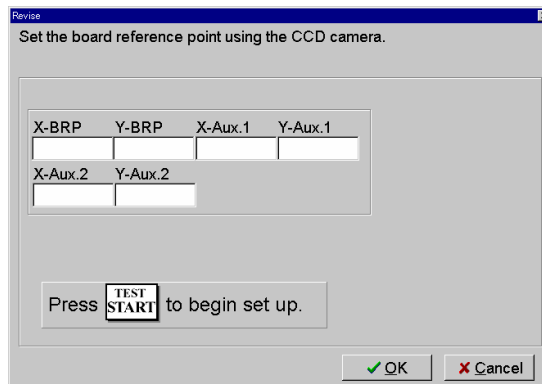 Revise
Set the board reference point using the CCD camera.
X-BRP Y-BRP X-Aux.1 Y-Aux.1
X-Aux.2 Y-Aux.2
Press TEST START to begin set up.
OK Cancel